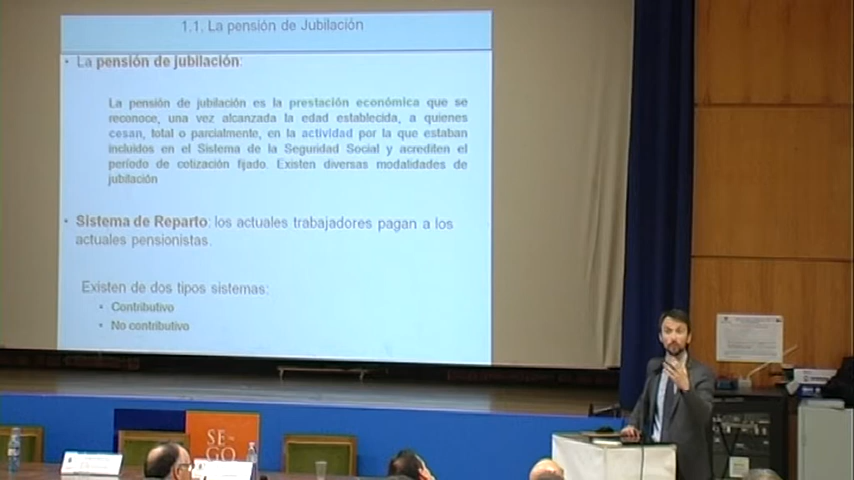 1.1. La pensión de Jubilación
• La pensión de jubilación:
La pensión de jubilación es la prestación económica que se
reconoce, una vez alcanzada la edad establecida, a quienes
cesan, total o parcialmente, en la actividad por la que estaban
incluidos en el Sistema de la Seguridad Social y acrediten el
período de cotización fijado. Existen diversas modalidades de
jubilación
• Sistema de Reparto: los actuales trabajadores pagan a los
actuales pensionistas.
Existen de dos tipos sistemas:
• Contributivo
• No contributivo
SE
GO